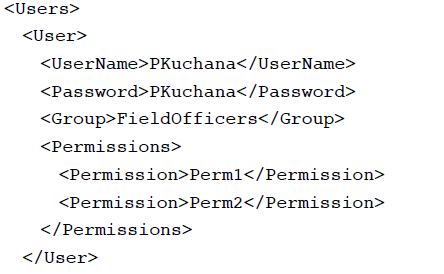 <Users>
<User>
<UserName>PKuchana</UserName>
<Password>PKuchana</Password>
<Group>FieldOfficers</Group>
<Permissions>
<Permission>Perm1</Permission>
<Permission>Perm2</Permission>
</Permissions>
</User>